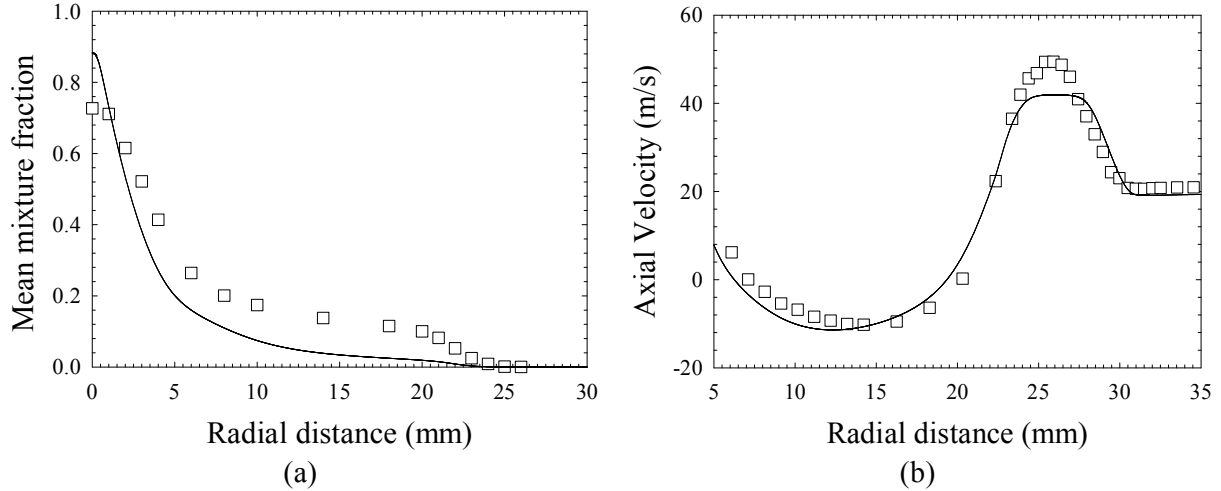 Mean mixture fraction
1.0
0.8
0.6
0.4
0.2
0.0
0 5 10 15 20 25 30
Radial distance (mm)
(a)
Axial Velocity (m/s)
60
40
20
0
-20
5 10 15 20 25 30 35
Radial distance (mm)
(b)